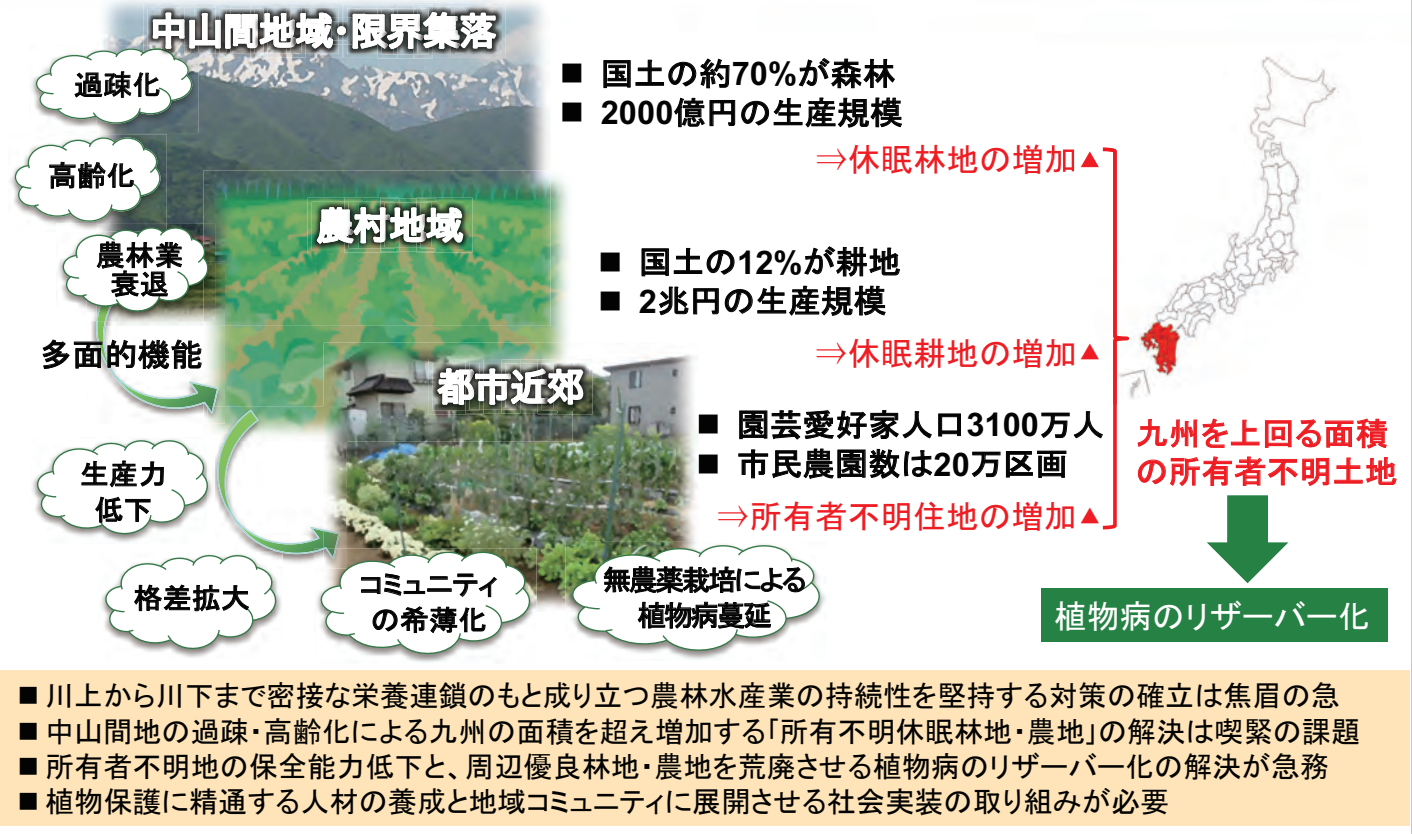 中山間地域・限界集落
過疎化
高齢化
農林業
衰退
多面的機能
生産力
低下
格差拡大
農村地域
都市近郊
コミュニティ
の希薄化
無農薬栽培による
植物病蔓延
■ 国土の約70%が森林
■ 2000億円の生産規模
⇒休眠林地の増加▲
■ 国土の12%が耕地
■ 2兆円の生産規模
⇒休眠耕地の増加▲
■ 園芸愛好家人口3100万人
■ 市民農園数は20万区画
⇒所有者不明住地の増加▲
九州を上回る面積
の所有者不明土地
植物病のリザーバー化
■ 川上から川下まで密接な栄養連鎖のもと成り立つ農林水産業の持続性を堅持する対策の確立は焦眉の急
■ 中山間地の過疎・高齢化による九州の面積を超え増加する「所有不明休眠林地・農地」の解決は喫緊の課題
■ 所有者不明地の保全能力低下と、周辺優良林地・農地を荒廃させる植物病のリザーバー化の解決が急務
■ 植物保護に精通する人材の養成と地域コミュニティに展開させる社会実装の取り組みが必要